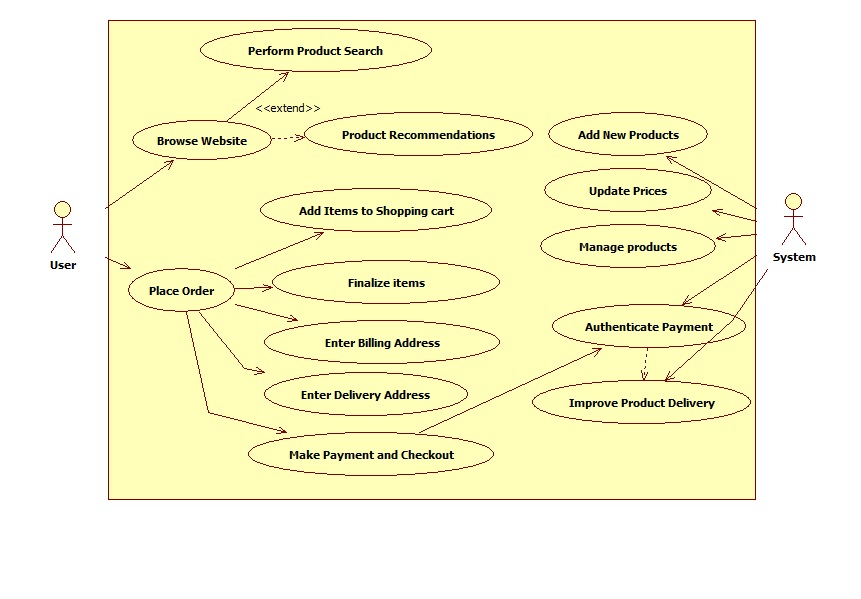 Perform Product Search
<<extend>>
Browse Website
Product Recommendations
Add New Products
Update Prices
Add Items to Shopping cart
Manage products
User
System
Place Order
Finalize items
Authenticate Payment
Enter Billing Address
Enter Delivery Address
Improve Product Delivery
Make Payment and Checkout